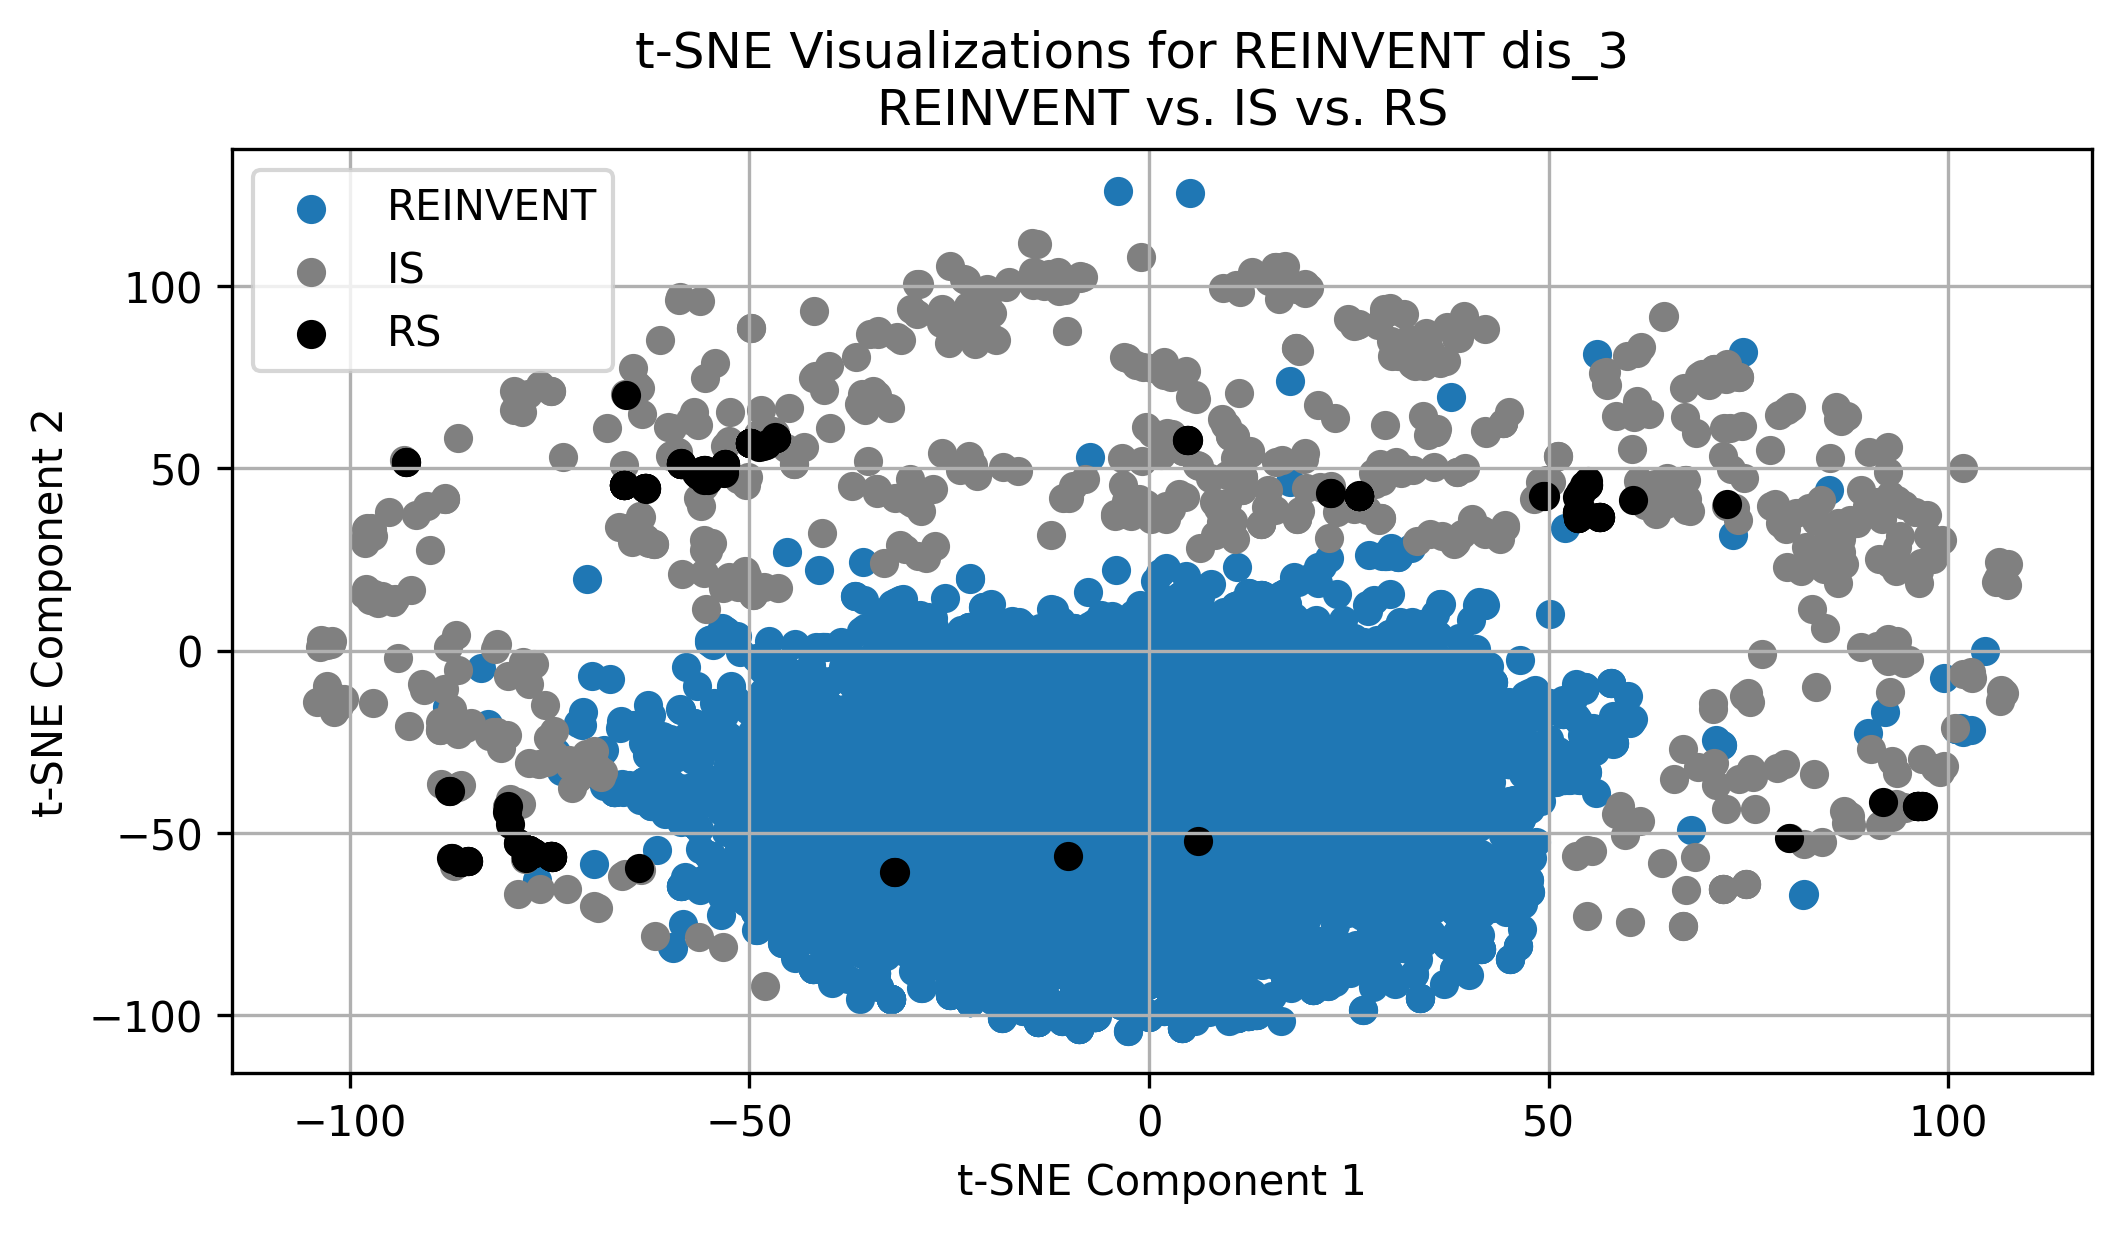 t-SNE Visualizations for REINVENT dis_3
REINVENT vs. IS vs. RS
REINVENT
IS
RS
t-SNE Component 2
100
50
0
−50
−100
−100
−50
0
50
100
t-SNE Component 1